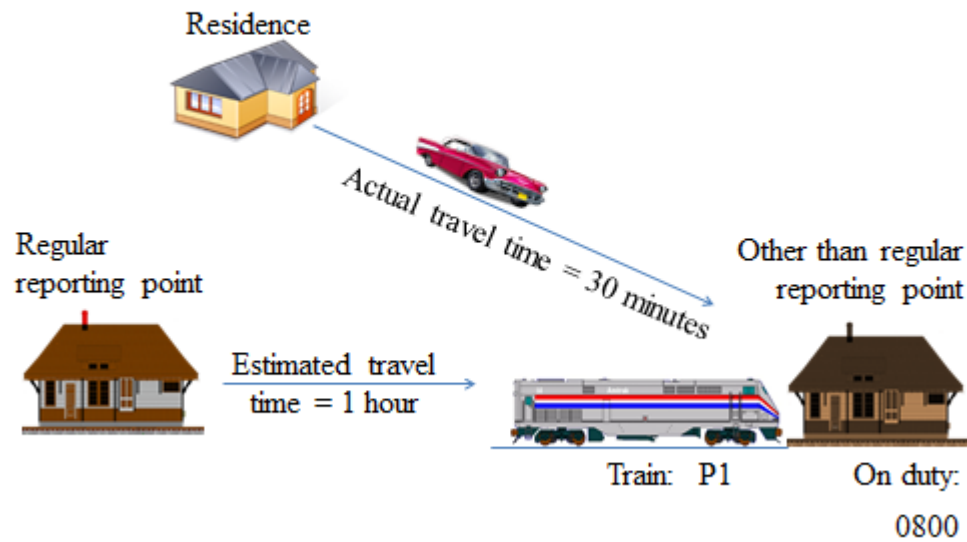 Residence
Actual travel time = 30 minutes
Regular
reporting point
Other than regular
reporting point
Estimated travel
time = 1 hour
Train: P1
On duty:
0800